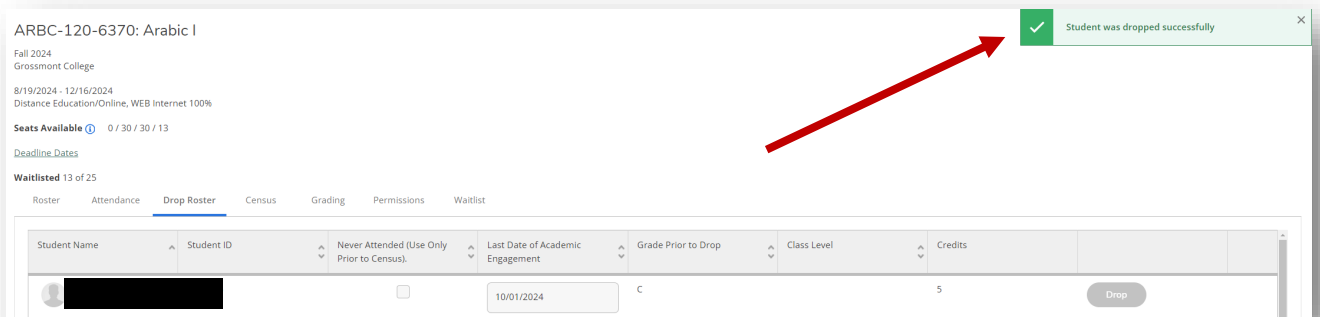 ARBC-120-6370: Arabic I
Student was dropped successfully
Fall 2024
Grossmont College
8/19/2024 - 12/16/2024
Distance Education/Online, WEB Internet 100%
Seats Available 0 / 30 / 30 / 13
Deadline Dates
Waitlisted 13 of 25
Roster Attendance Drop Roster Census Grading Permissions Waitlist
Student Name Student ID Never Attended (Use Only Last Date of Academic Grade Prior to Drop Class Level Credits
Prior to Census). Engagement
10/01/2024 C 5 Drop